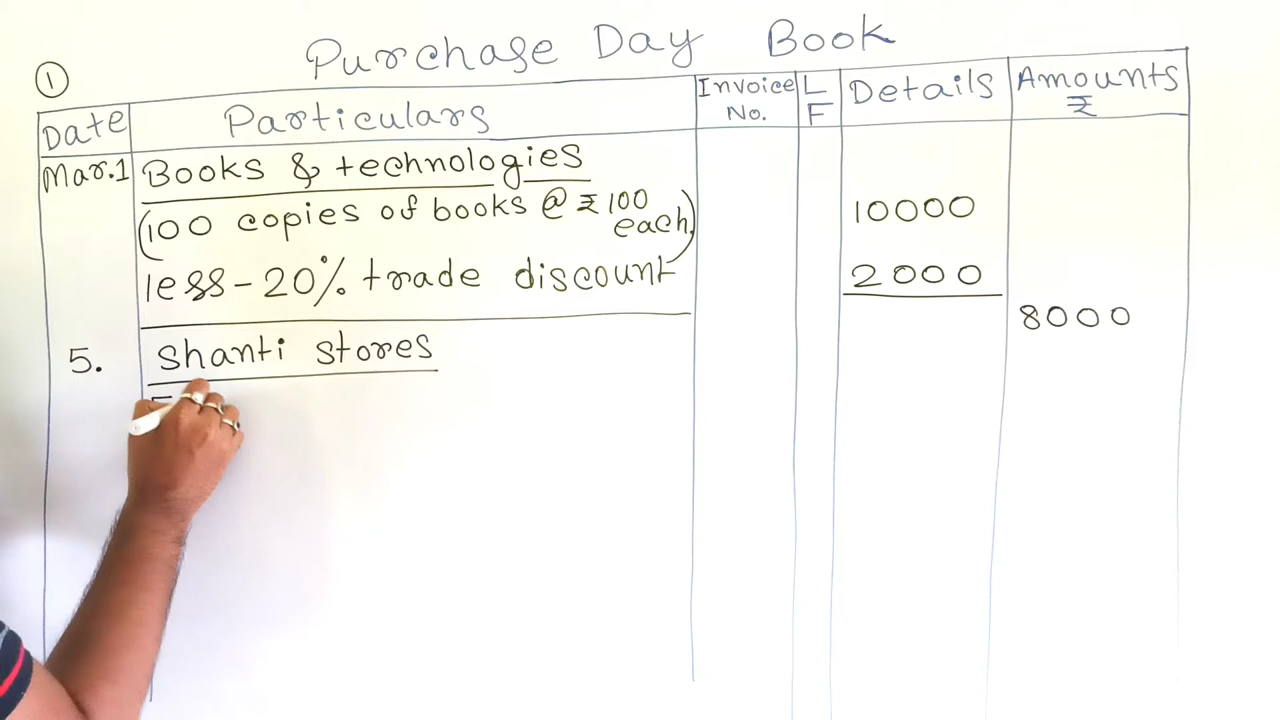 Purchase Day Book
1
Date Particulars Invoice No. L F Details Amounts ₹
Mar.1 Books & technologies
(100 copies of books @ ₹100 each) 10000
less - 20% trade discount 2000
8000
5. Shanti stores